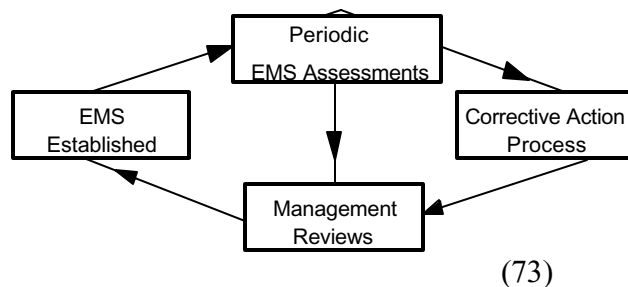 Periodic
EMS Assessments
EMS
Established
Corrective Action
Process
Management
Reviews
(73)